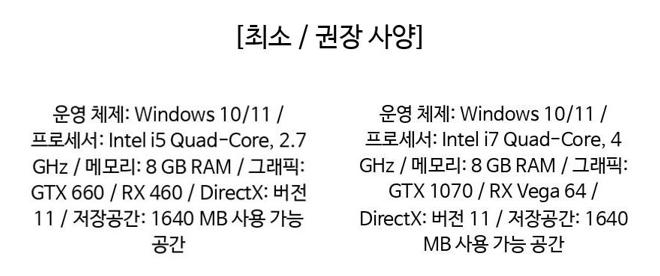 [최소 / 권장 사양]
운영 체제: Windows 10/11 /
프로세서: Intel i5 Quad-Core, 2.7
GHz / 메모리: 8 GB RAM / 그래픽:
GTX 660 / RX 460 / DirectX: 버전
11 / 저장공간: 1640 MB 사용 가능
공간
운영 체제: Windows 10/11 /
프로세서: Intel i7 Quad-Core, 4
GHz / 메모리: 8 GB RAM / 그래픽:
GTX 1070 / RX Vega 64 /
DirectX: 버전 11 / 저장공간: 1640
MB 사용 가능 공간